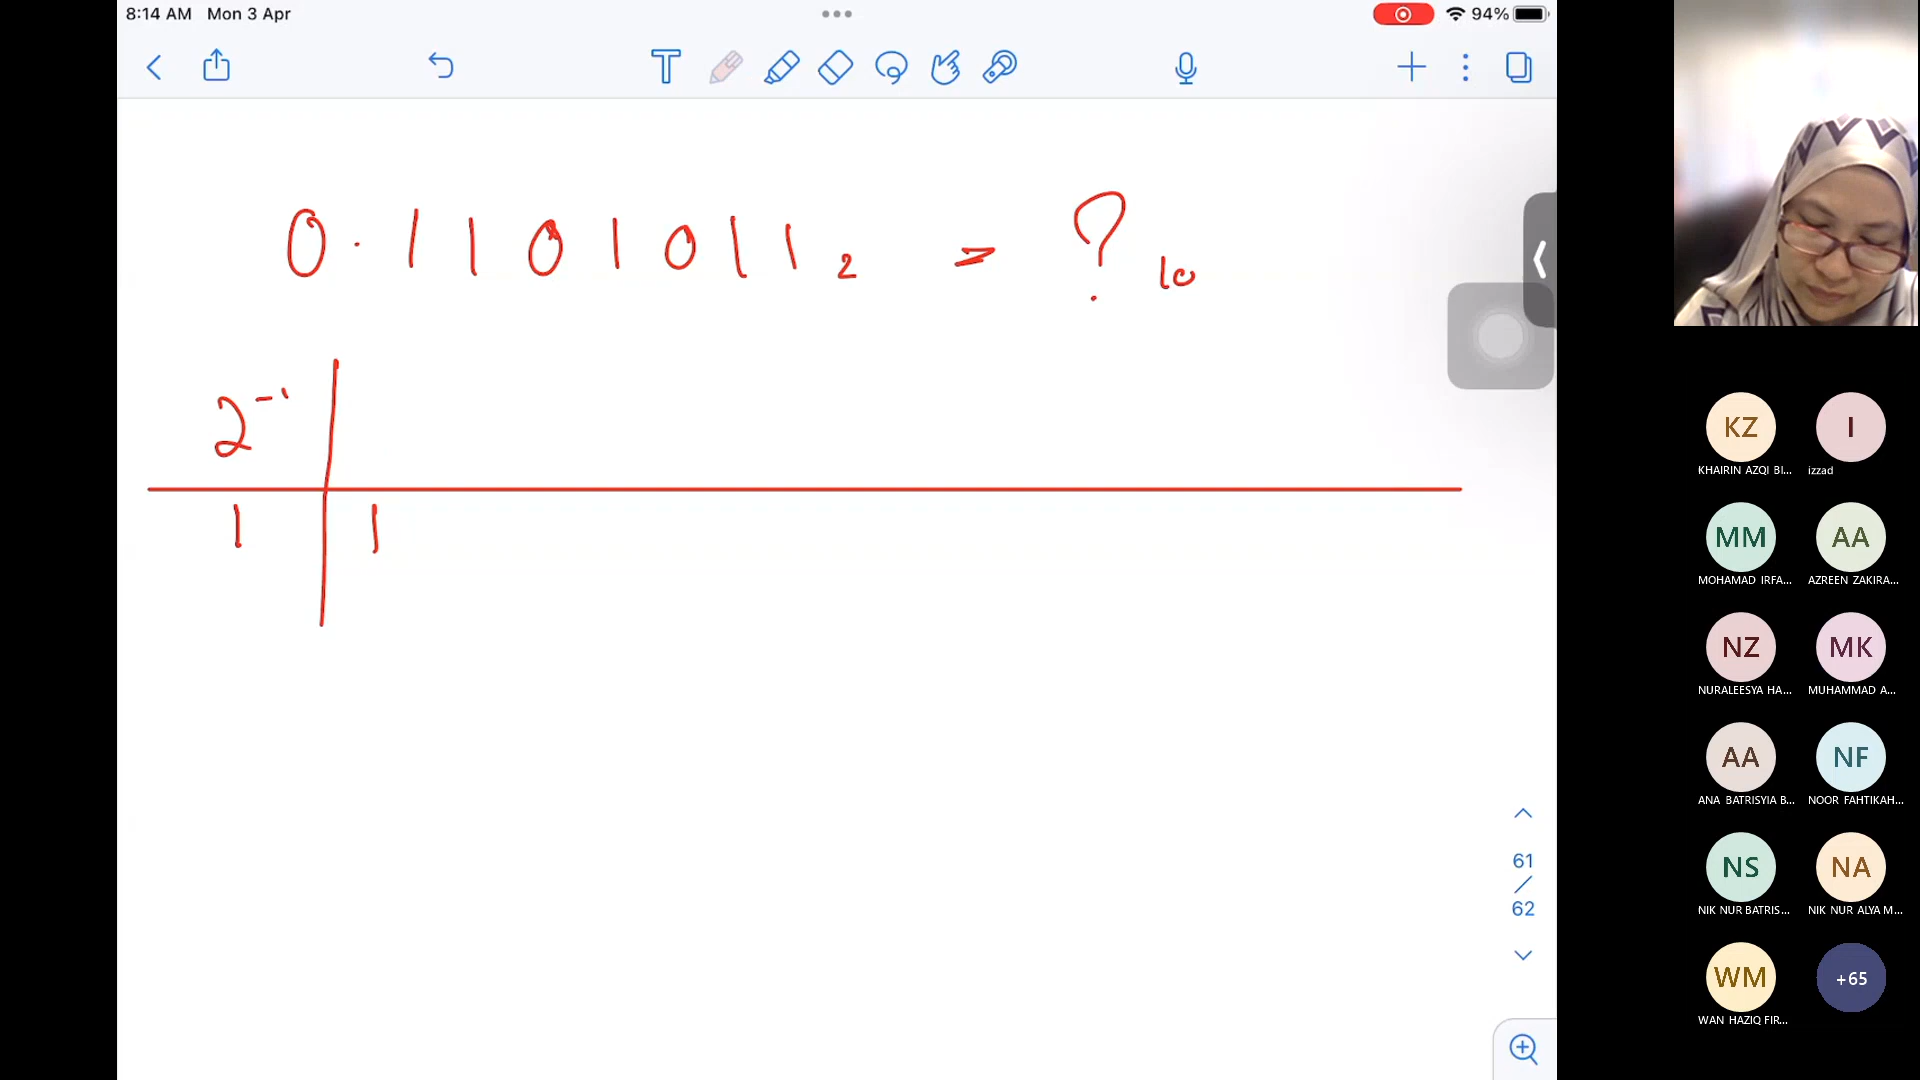 8:14 AM Mon 3 Apr
94%
T
0.1101011₂ = ?₁₀
2⁻¹
1 1
61
/
62
KZ
KHAIRIN AZQI BI...
I
izzad
MM
MOHAMAD IRFA...
AA
AZREEN ZAKIRA...
NZ
NURALEESYA HA...
MK
MUHAMMAD A...
AA
ANA BATRISYIA B...
NF
NOOR FAHTIKAH...
NS
NIK NUR BATRIS...
NA
NIK NUR ALYA M...
WM
WAN HAZIQ FIR...
+65